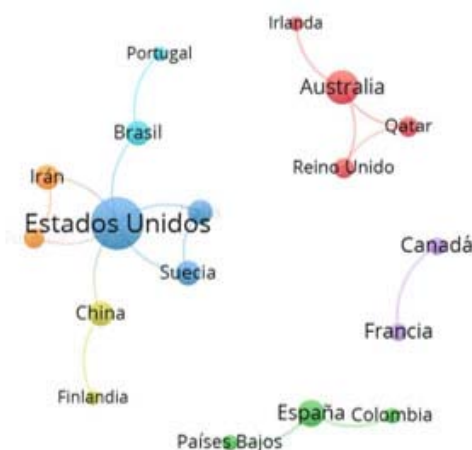 Irlanda
Portugal
Australia
Brasil
Qatar
Reino Unido
Irán
Estados Unidos
Canadá
Suecia
China
Francia
Finlandia
España
Colombia
Países Bajos